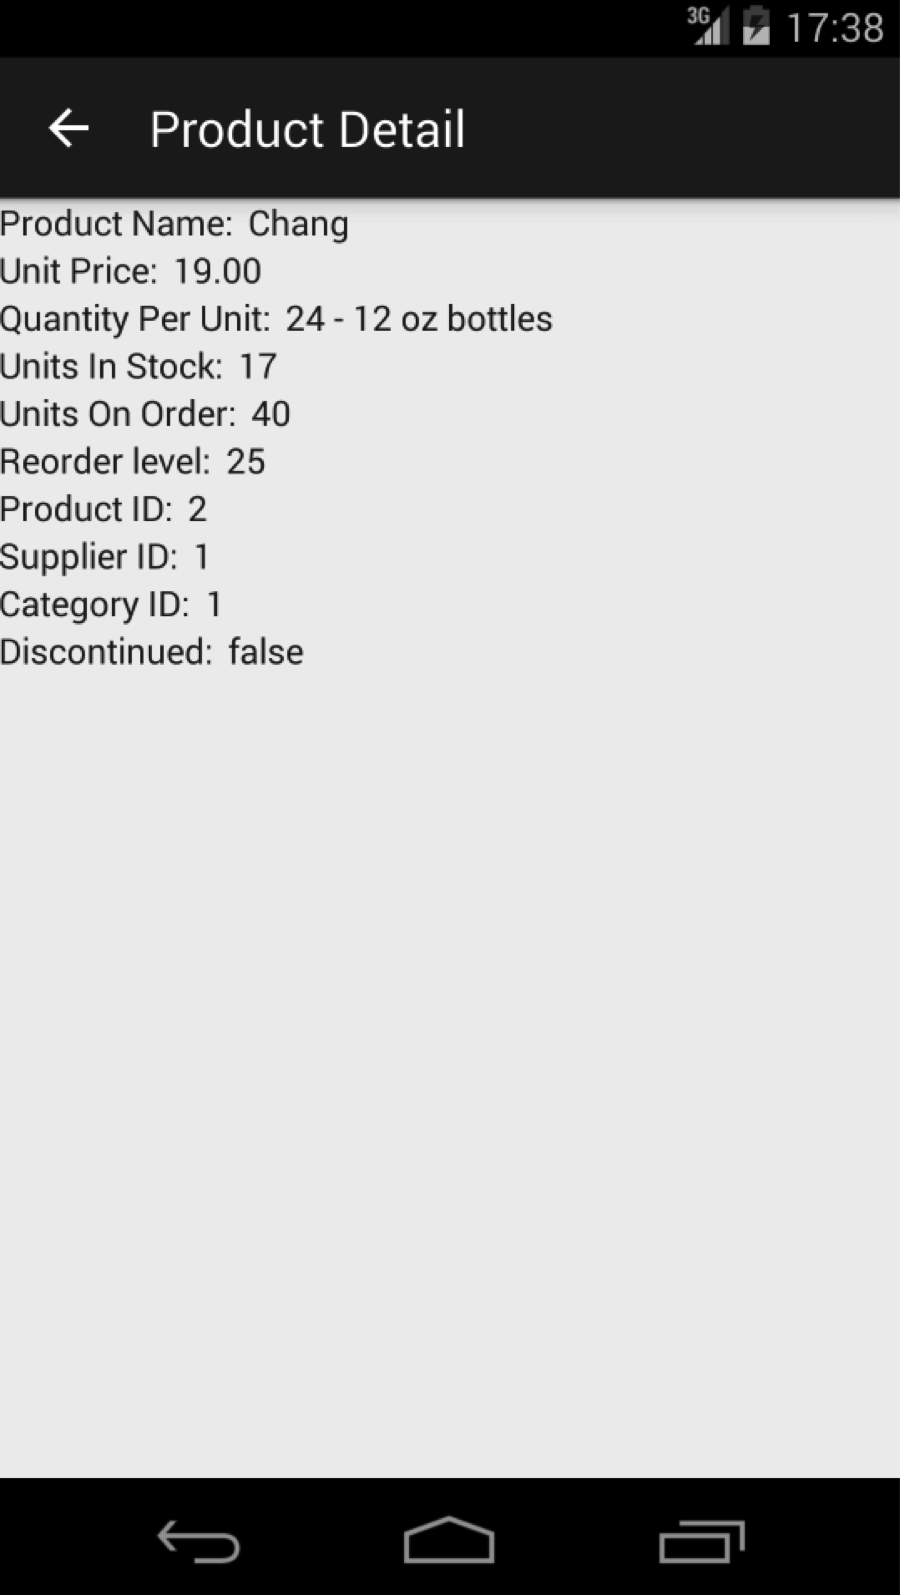 3G 17:38
Product Detail
Product Name: Chang
Unit Price: 19.00
Quantity Per Unit: 24 - 12 oz bottles
Units In Stock: 17
Units On Order: 40
Reorder level: 25
Product ID: 2
Supplier ID: 1
Category ID: 1
Discontinued: false